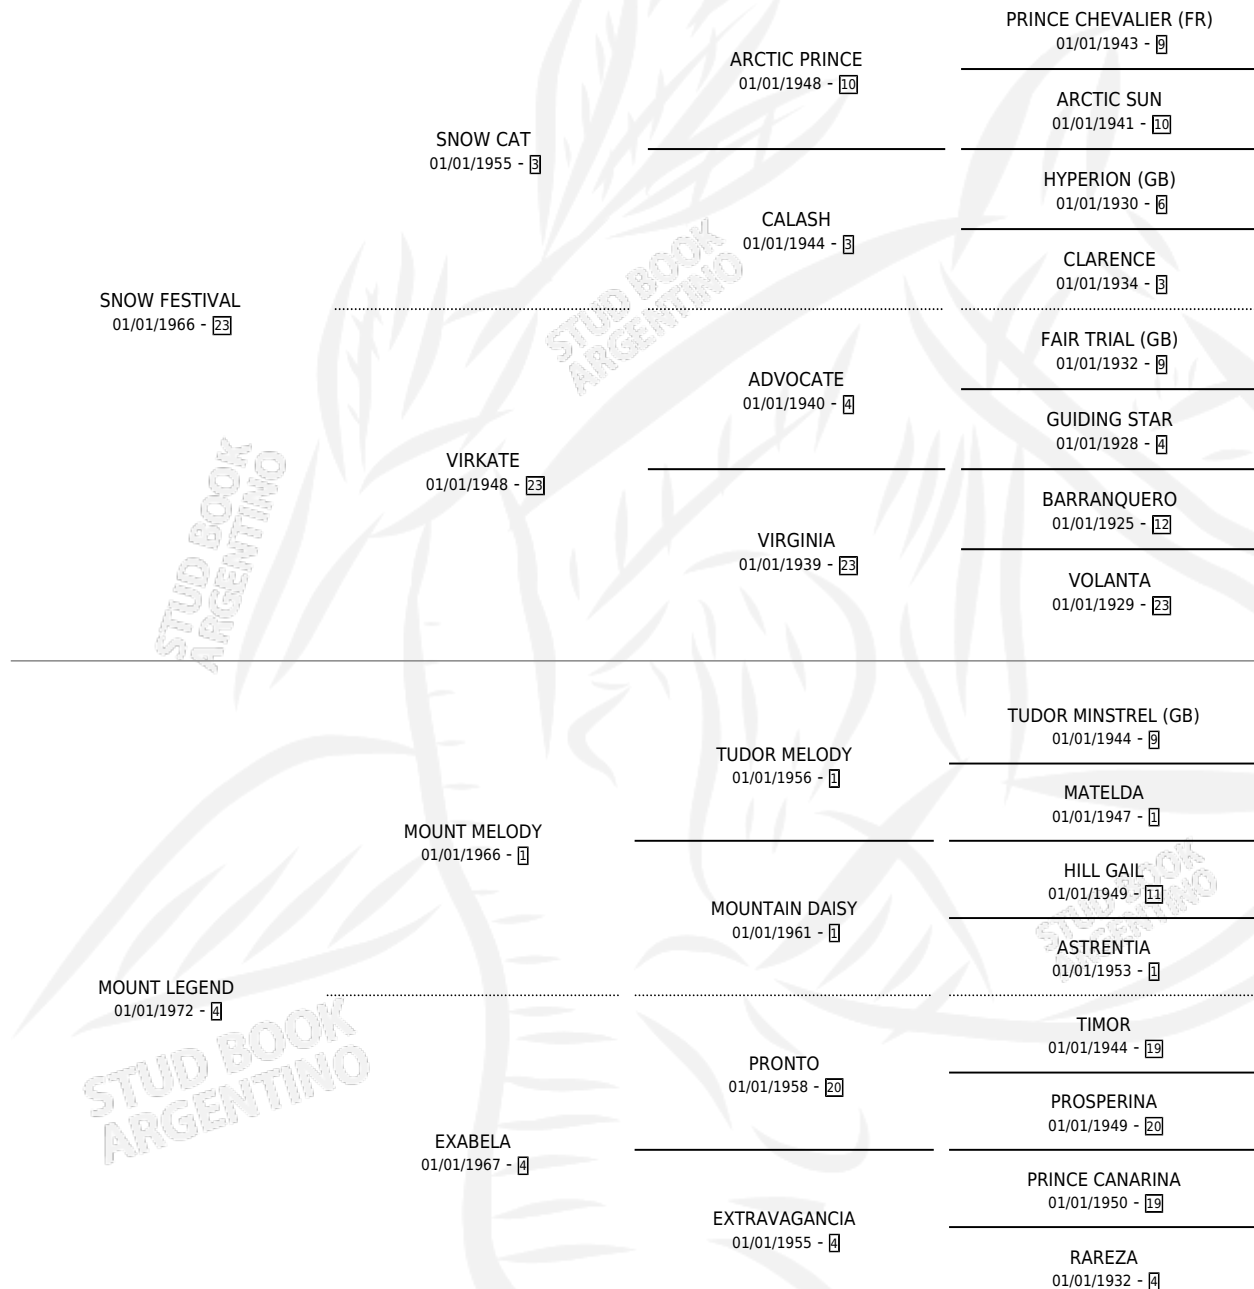 PRINCE CHEVALIER (FR)
01/01/1943 - 9
ARCTIC PRINCE
01/01/1948 - 10
ARCTIC SUN
01/01/1941 - 10
SNOW CAT
01/01/1955 - 3
HYPERION (GB)
01/01/1930 - 6
CALASH
01/01/1944 - 3
CLARENCE
01/01/1934 - 3
SNOW FESTIVAL
01/01/1966 - 23
FAIR TRIAL (GB)
01/01/1932 - 9
ADVOCATE
01/01/1940 - 4
GUIDING STAR
01/01/1928 - 4
VIRKATE
01/01/1948 - 23
BARRANQUERO
01/01/1925 - 12
VIRGINIA
01/01/1939 - 23
VOLANTA
01/01/1929 - 23
TUDOR MINSTREL (GB)
01/01/1944 - 9
TUDOR MELODY
01/01/1956 - 1
MATELDA
01/01/1947 - 1
MOUNT MELODY
01/01/1966 - 1
HILL GAIL
01/01/1949 - 11
MOUNTAIN DAISY
01/01/1961 - 1
ASTRENTIA
01/01/1953 - 1
MOUNT LEGEND
01/01/1972 - 4
TIMOR
01/01/1944 - 19
PRONTO
01/01/1958 - 20
PROSPERINA
01/01/1949 - 20
EXABELA
01/01/1967 - 4
PRINCE CANARINA
01/01/1950 - 19
EXTRAVAGANCIA
01/01/1955 - 4
RAREZA
01/01/1932 - 4
STUD BOOK
ARGENTINO
STUD BOOK
ARGENTINO
STUD BOOK
ARGENTINO
STUD BOOK
ARGENTINO